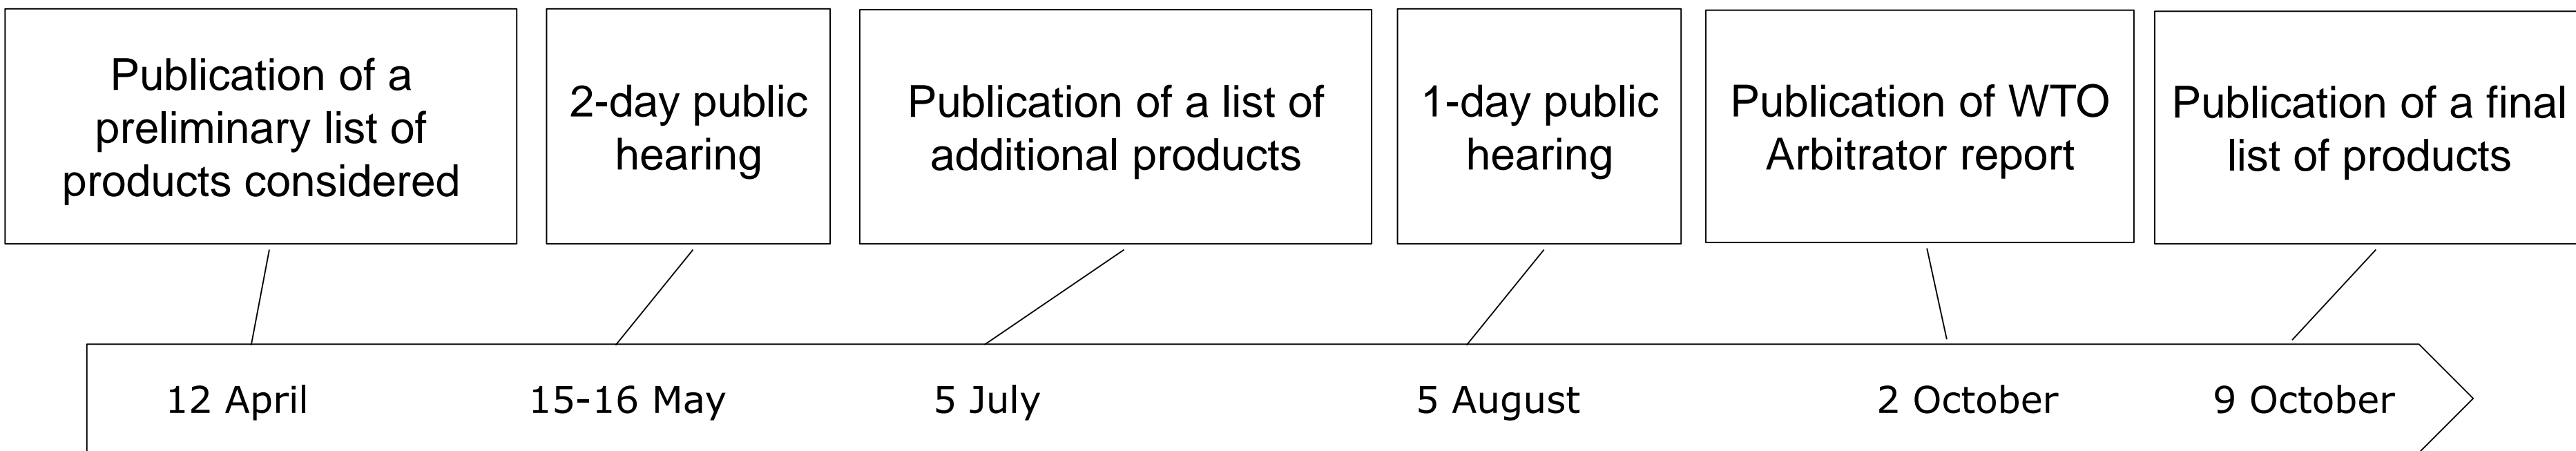 Publication of a
preliminary list of
products considered
2-day public
hearing
Publication of a list of
additional products
1-day public
hearing
Publication of WTO
Arbitrator report
Publication of a final
list of products
12 April
15-16 May
5 July
5 August
2 October
9 October